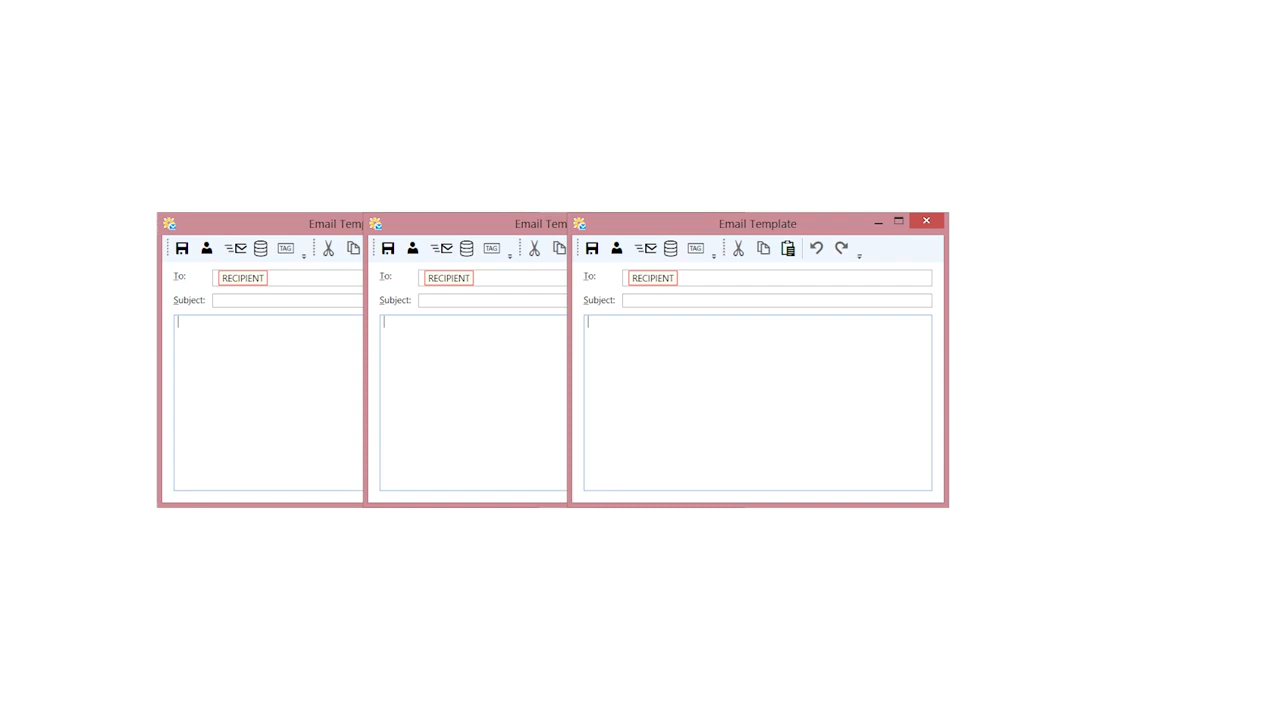 Email Temp Email Tem Email Template
TAG TAG TAG
To: RECIPIENT To: RECIPIENT To: RECIPIENT
Subject: Subject: Subject: